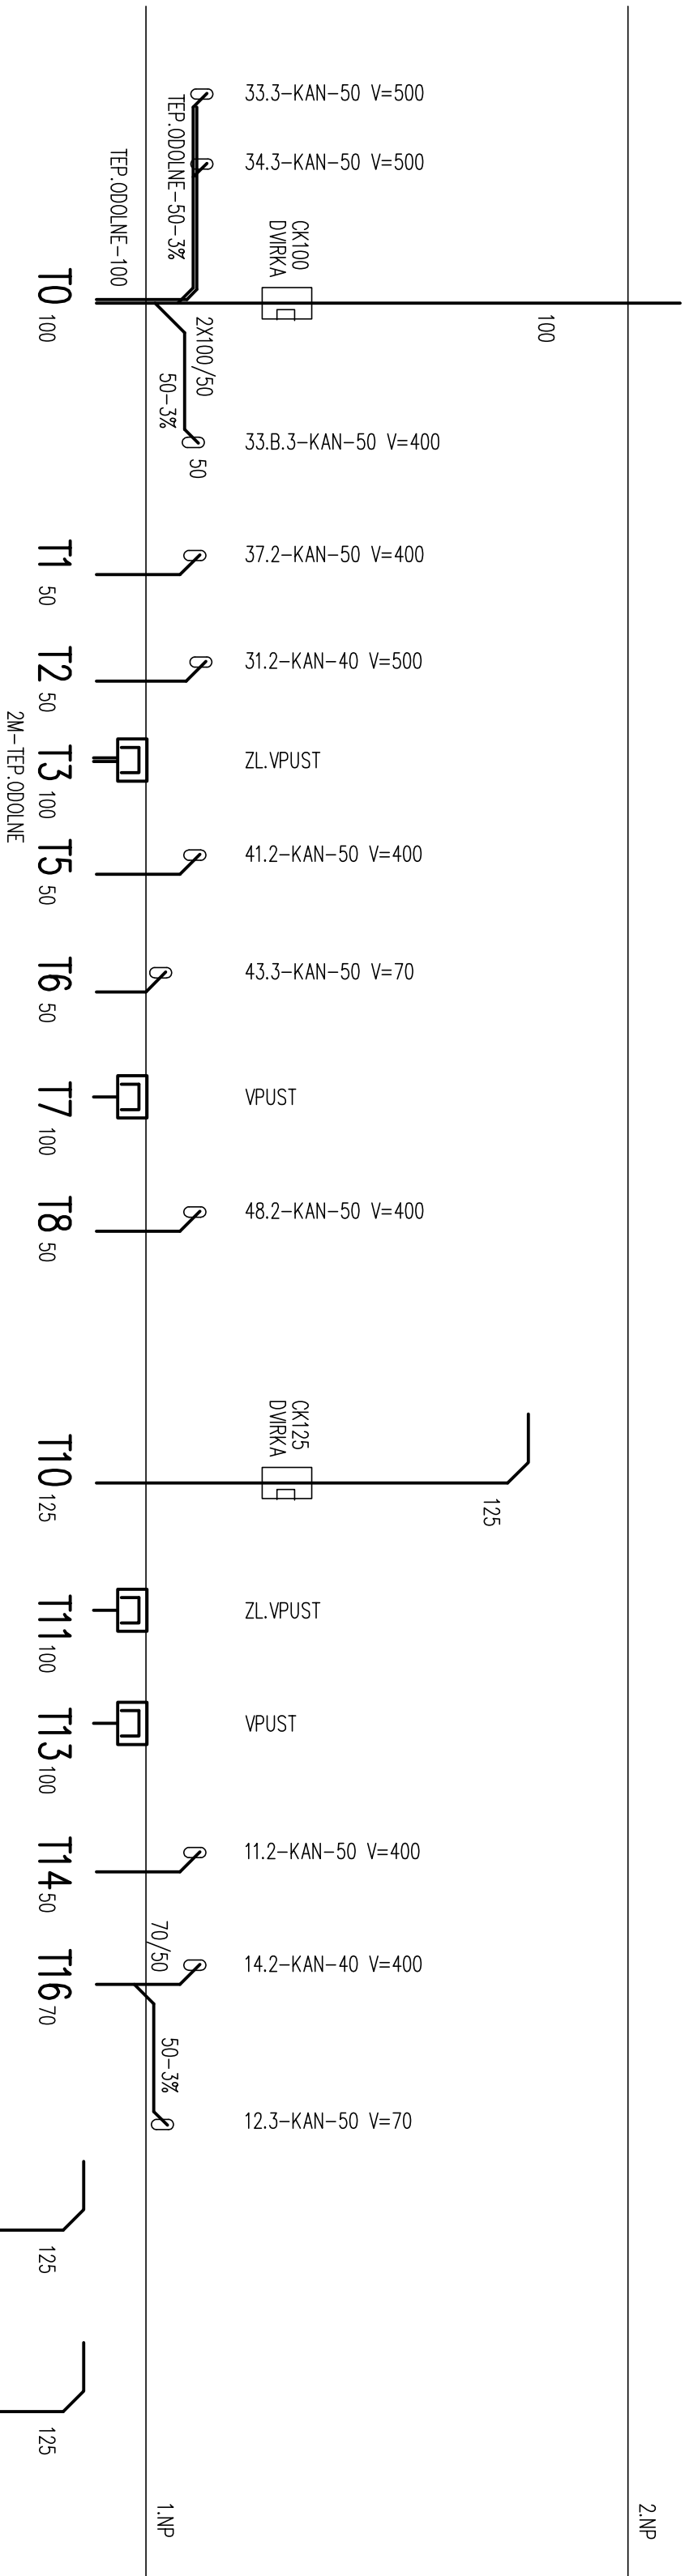 33.3-KAN-50 V=500
TEP.ODOLNE-50-3%
34.3-KAN-50 V=500
TEP.ODOLNE-100
CK100
DVIRKA
T0 100
100
2X100/50
50-3%
33.B.3-KAN-50 V=400
50
37.2-KAN-50 V=400
T1 50
31.2-KAN-40 V=500
T2 50
2M-TEP.ODOLNE
ZL.VPUST
T3 100
41.2-KAN-50 V=400
T5 50
43.3-KAN-50 V=70
T6 50
VPUST
T7 100
48.2-KAN-50 V=400
T8 50
CK125
DVIRKA
T10 125
125
ZL.VPUST
T11 100
VPUST
T13 100
11.2-KAN-50 V=400
T14 50
70/50
14.2-KAN-40 V=400
T16 70
50-3%
12.3-KAN-50 V=70
125
125
1.NP
2.NP